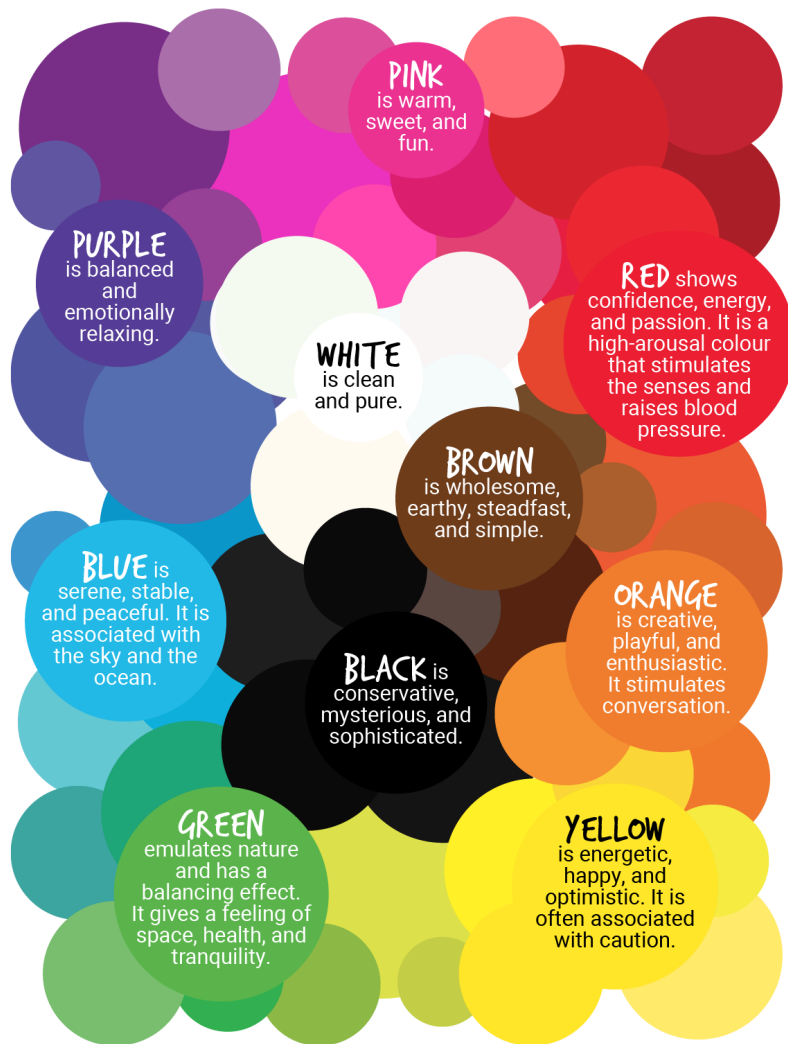 PINK
is warm,
sweet, and
fun.
PURPLE
is balanced
and
emotionally
relaxing.
RED shows
confidence, energy,
and passion. It is a
high-arousal colour
that stimulates
the senses and
raises blood
pressure.
WHITE
is clean
and pure.
BROWN
is wholesome,
earthy, steadfast,
and simple.
BLUE is
serene, stable,
and peaceful. It is
associated with
the sky and the
ocean.
ORANGE
is creative,
playful, and
enthusiastic.
It stimulates
conversation.
BLACK is
conservative,
mysterious, and
sophisticated.
GREEN
emulates nature
and has a
balancing effect.
It gives a feeling of
space, health, and
tranquility.
YELLOW
is energetic,
happy, and
optimistic. It is
often associated
with caution.